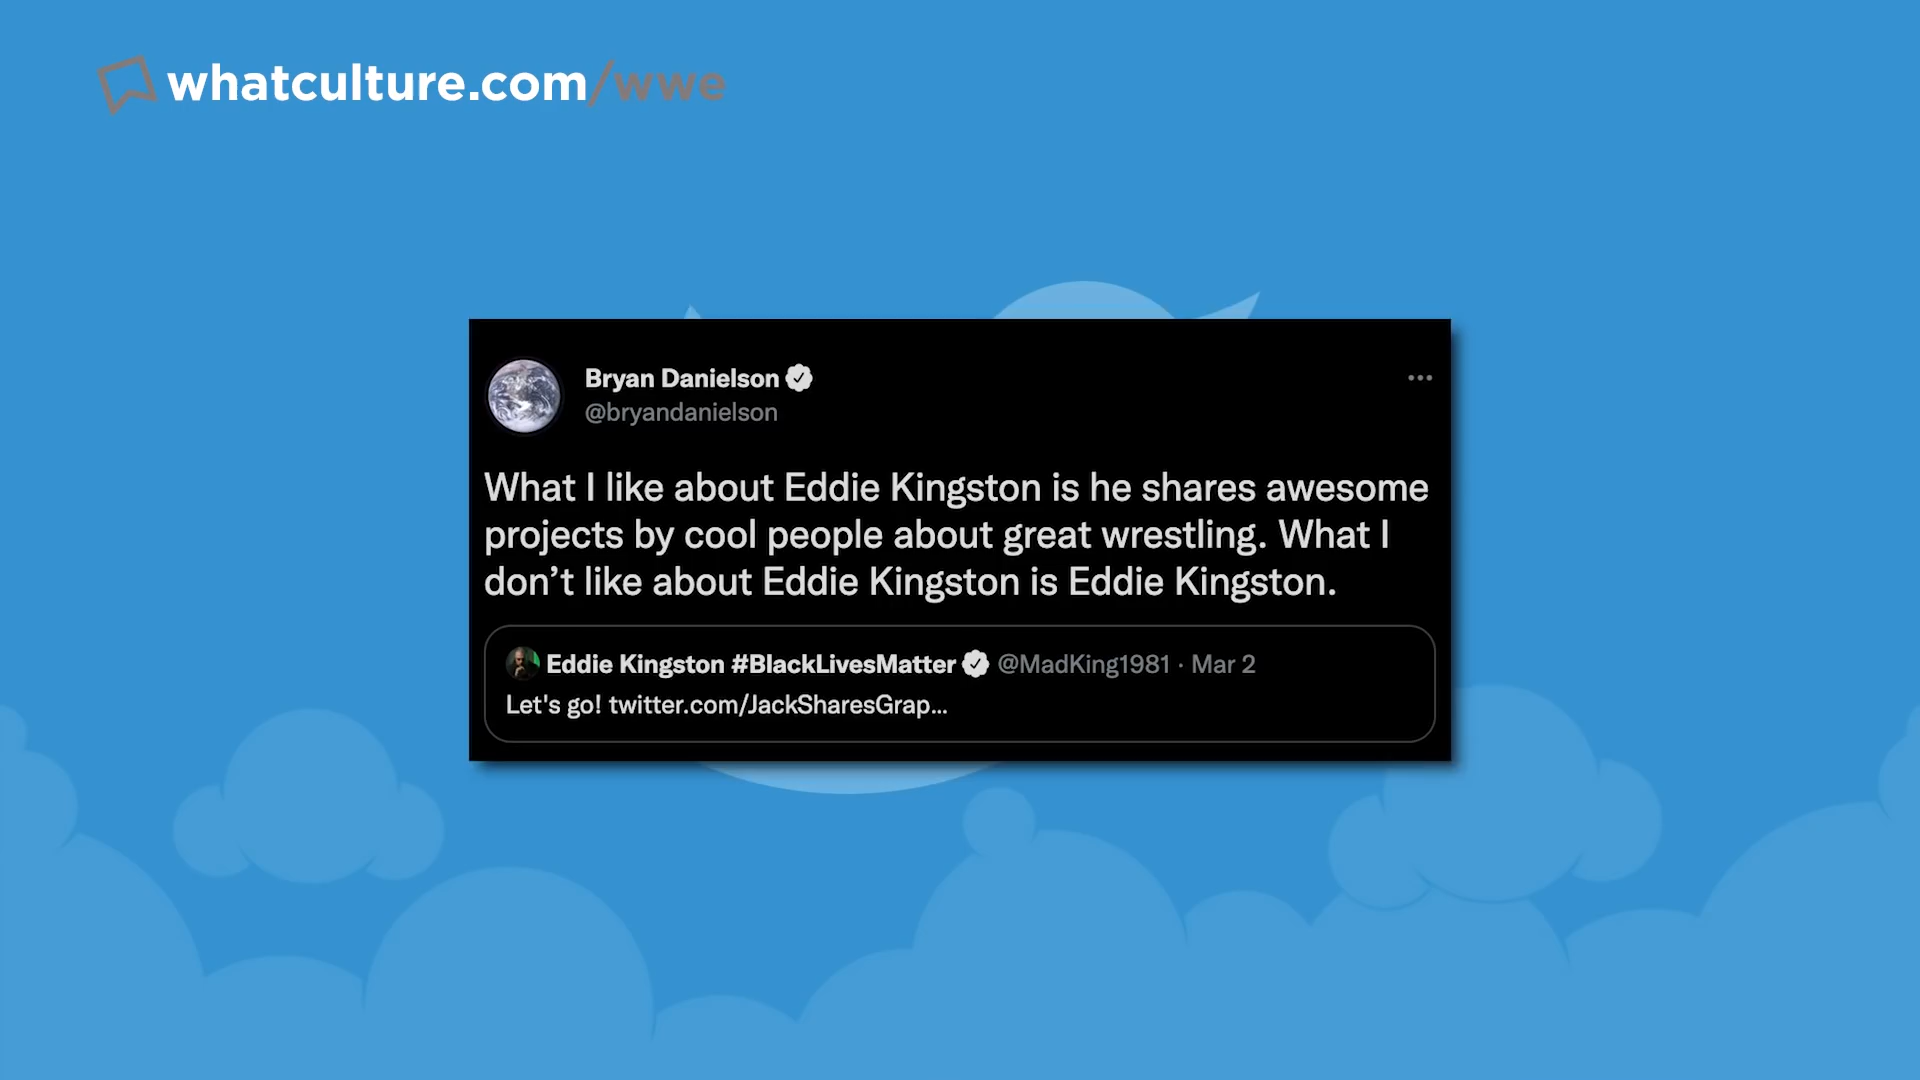 whatculture.com/wwe
Bryan Danielson
@bryandanielson
What I like about Eddie Kingston is he shares awesome
projects by cool people about great wrestling. What I
don’t like about Eddie Kingston is Eddie Kingston.
Eddie Kingston #BlackLivesMatter @MadKing1981 · Mar 2
Let's go! twitter.com/JackSharesGrap...